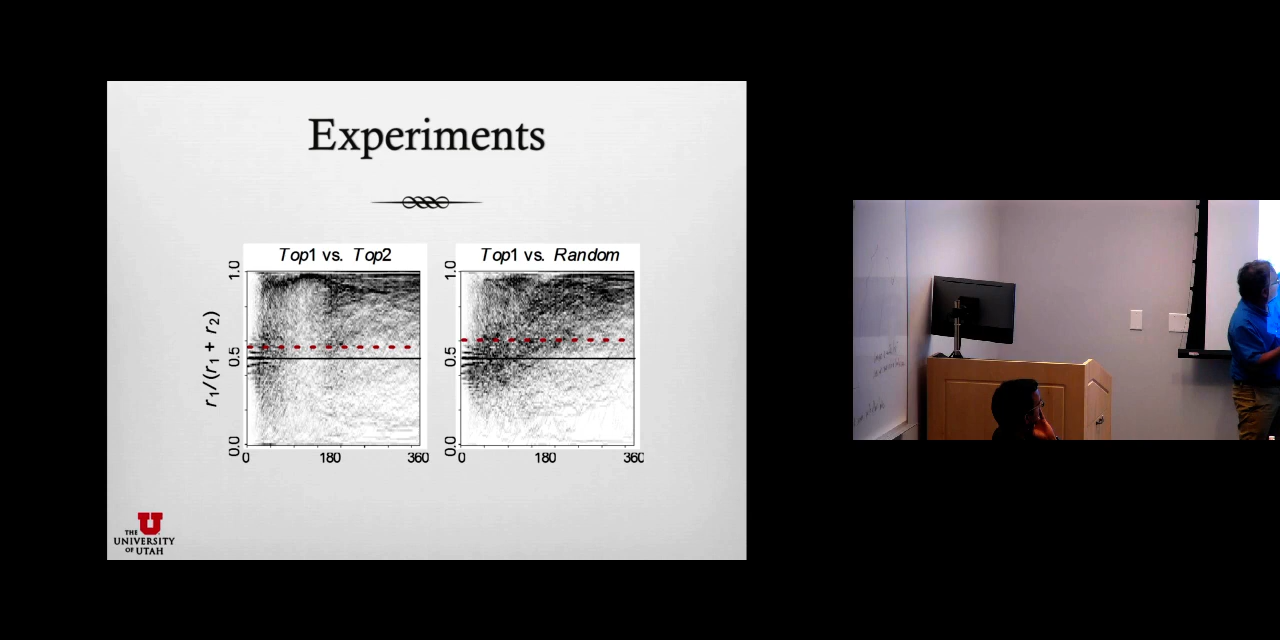 Experiments
Top1 vs. Top2
Top1 vs. Random
r1/(r1 + r2)
1.0
0.5
0.0
0
180
360
1.0
0.5
0.0
0
180
360
THE
UNIVERSITY
OF UTAH